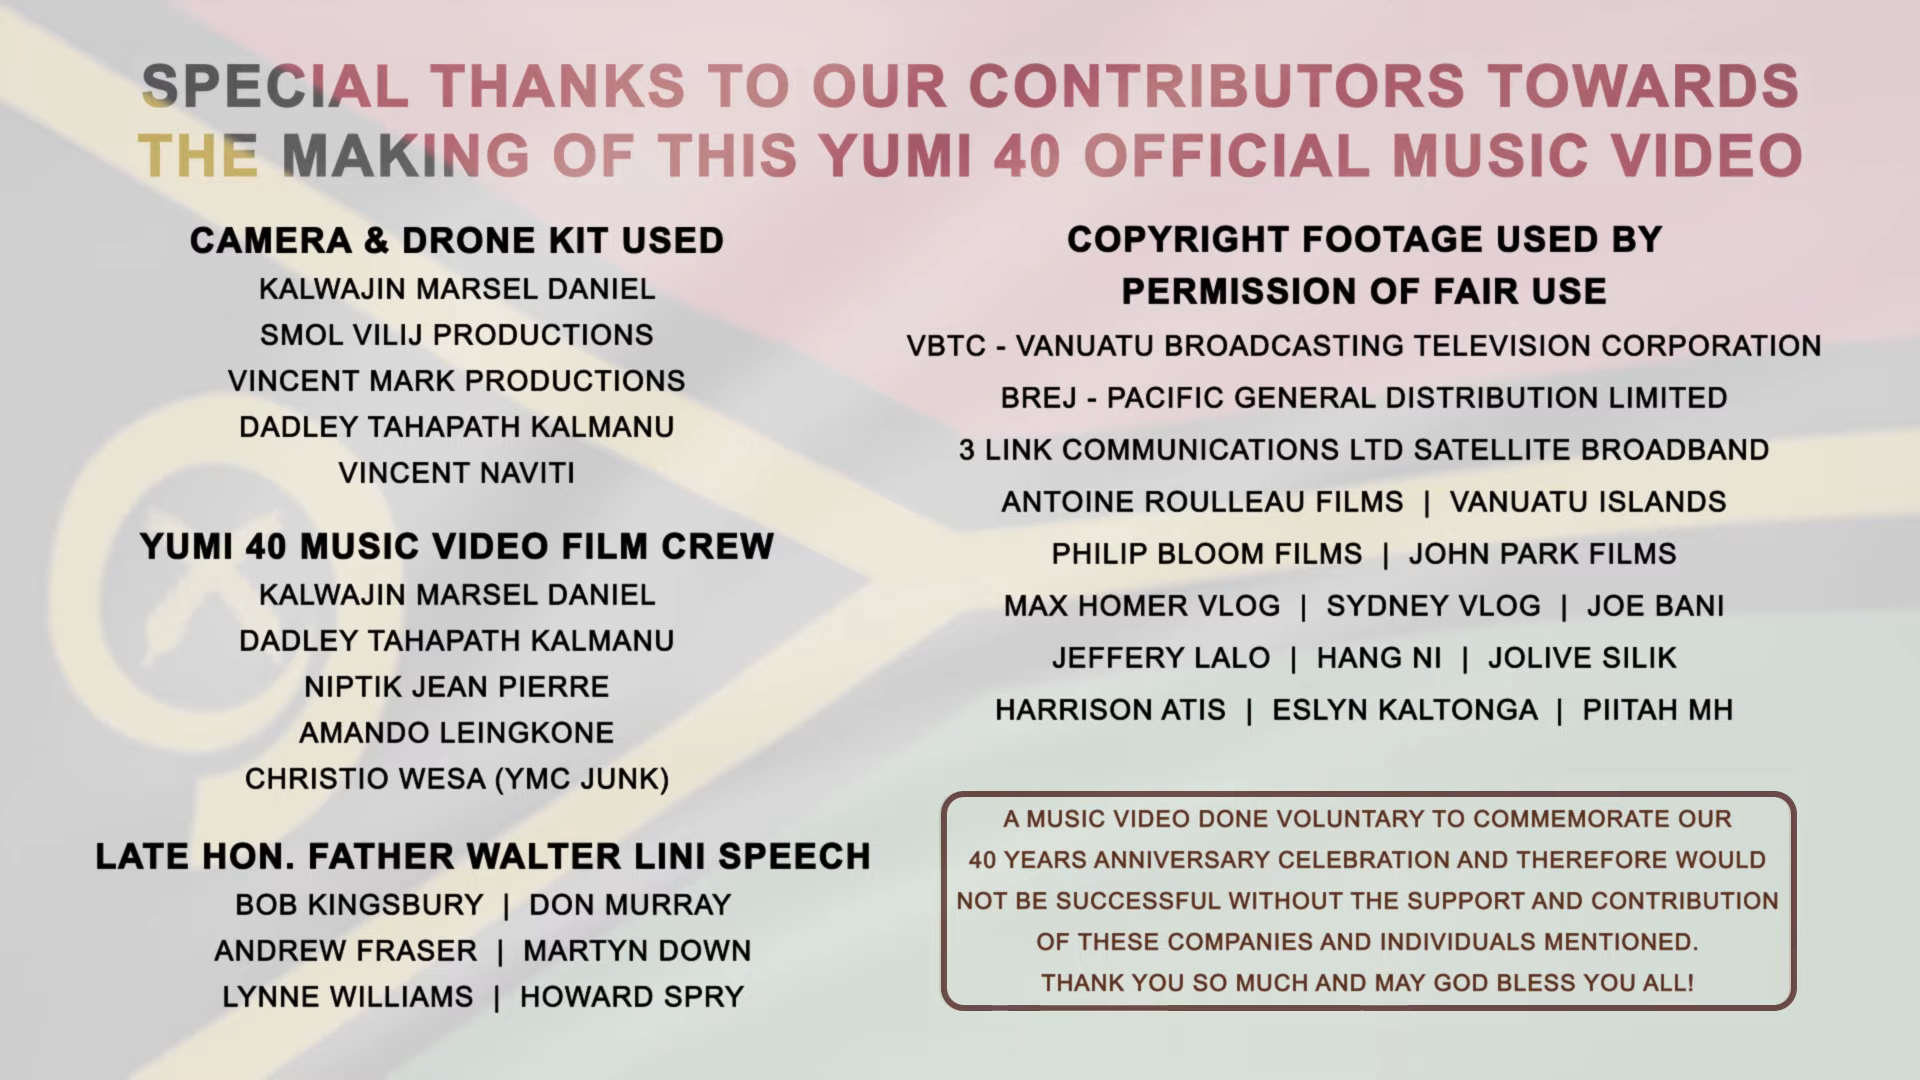 SPECIAL THANKS TO OUR CONTRIBUTORS TOWARDS
THE MAKING OF THIS YUMI 40 OFFICIAL MUSIC VIDEO
CAMERA & DRONE KIT USED
KALWAJIN MARSEL DANIEL
SMOL VILIJ PRODUCTIONS
VINCENT MARK PRODUCTIONS
DADLEY TAHAPATH KALMANU
VINCENT NAVITI
YUMI 40 MUSIC VIDEO FILM CREW
KALWAJIN MARSEL DANIEL
DADLEY TAHAPATH KALMANU
NIPTIK JEAN PIERRE
AMANDO LEINGKONE
CHRISTIO WESA (YMC JUNK)
LATE HON. FATHER WALTER LINI SPEECH
BOB KINGSBURY | DON MURRAY
ANDREW FRASER | MARTYN DOWN
LYNNE WILLIAMS | HOWARD SPRY
COPYRIGHT FOOTAGE USED BY
PERMISSION OF FAIR USE
VBTC - VANUATU BROADCASTING TELEVISION CORPORATION
BREJ - PACIFIC GENERAL DISTRIBUTION LIMITED
3 LINK COMMUNICATIONS LTD SATELLITE BROADBAND
ANTOINE ROULLEAU FILMS | VANUATU ISLANDS
PHILIP BLOOM FILMS | JOHN PARK FILMS
MAX HOMER VLOG | SYDNEY VLOG | JOE BANI
JEFFERY LALO | HANG NI | JOLIVE SILIK
HARRISON ATIS | ESLYN KALTONGA | PIITAH MH
A MUSIC VIDEO DONE VOLUNTARY TO COMMEMORATE OUR
40 YEARS ANNIVERSARY CELEBRATION AND THEREFORE WOULD
NOT BE SUCCESSFUL WITHOUT THE SUPPORT AND CONTRIBUTION
OF THESE COMPANIES AND INDIVIDUALS MENTIONED.
THANK YOU SO MUCH AND MAY GOD BLESS YOU ALL!